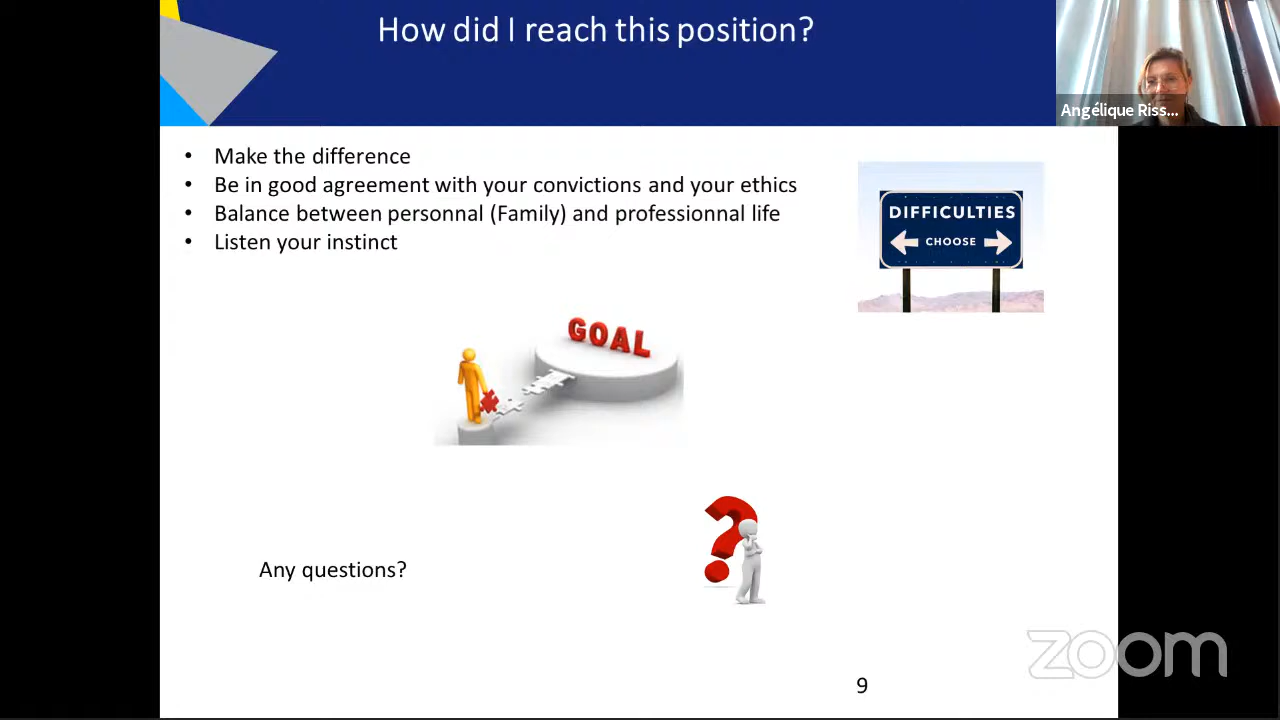 How did I reach this position?
Angélique Riss...
• Make the difference
• Be in good agreement with your convictions and your ethics
• Balance between personnal (Family) and professionnal life
• Listen your instinct
DIFFICULTIES
CHOOSE
GOAL
Any questions?
zoom
9